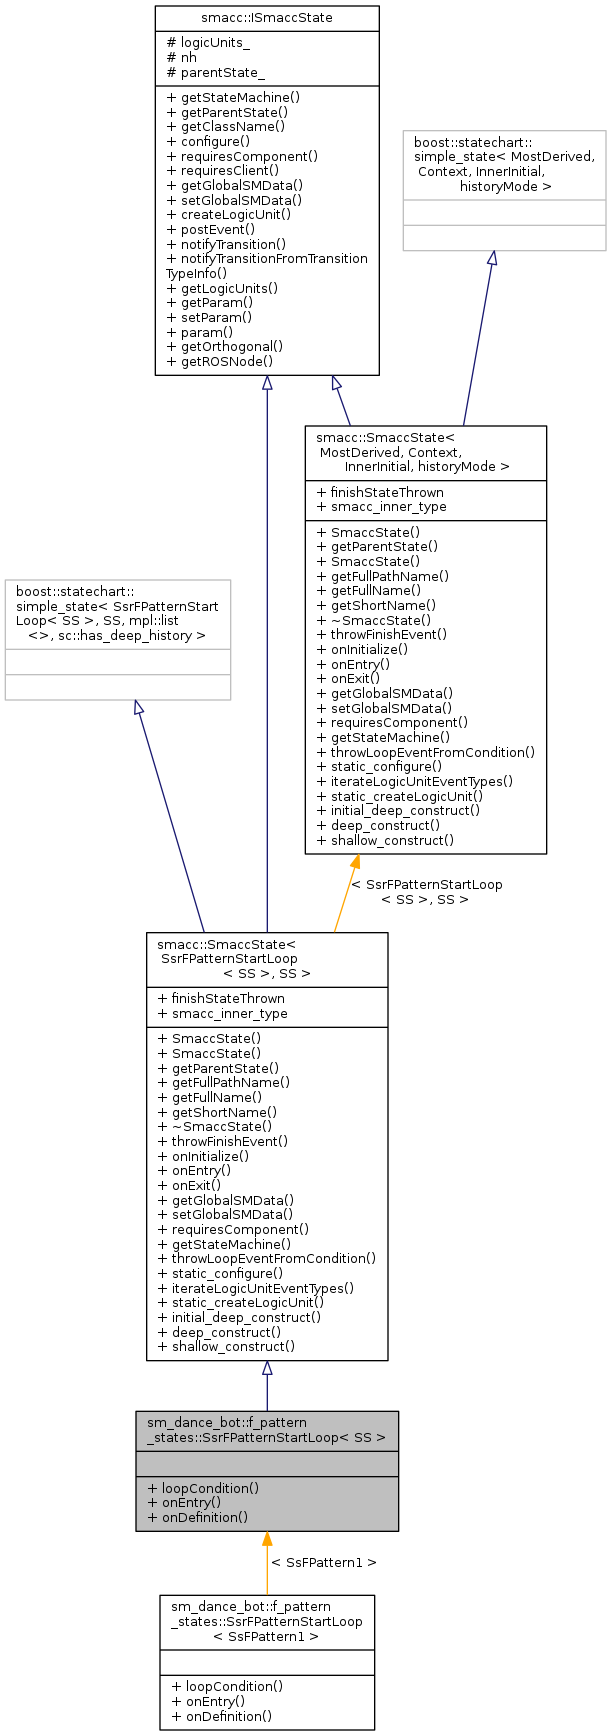 smacc::ISmaccState
# logicUnits_
# nh
# parentState_
+ getStateMachine()
+ getParentState()
+ getClassName()
+ configure()
+ requiresComponent()
+ requiresClient()
+ getGlobalSMData()
+ setGlobalSMData()
+ createLogicUnit()
+ postEvent()
+ notifyTransition()
+ notifyTransitionFromTransition
TypeInfo()
+ getLogicUnits()
+ getParam()
+ setParam()
+ param()
+ getOrthogonal()
+ getROSNode()
boost::statechart::
simple_state< MostDerived,
Context, InnerInitial,
historyMode >
smacc::SmaccState<
MostDerived, Context,
InnerInitial, historyMode >
+ finishStateThrown
+ smacc_inner_type
+ SmaccState()
+ getParentState()
+ SmaccState()
+ getFullPathName()
+ getFullName()
+ getShortName()
+ ~SmaccState()
+ throwFinishEvent()
+ onInitialize()
+ onEntry()
+ onExit()
+ getGlobalSMData()
+ setGlobalSMData()
+ requiresComponent()
+ getStateMachine()
+ throwLoopEventFromCondition()
+ static_configure()
+ iterateLogicUnitEventTypes()
+ static_createLogicUnit()
+ initial_deep_construct()
+ deep_construct()
+ shallow_construct()
boost::statechart::
simple_state< SsrFPatternStart
Loop< SS >, SS, mpl::list
<>, sc::has_deep_history >
< SsrFPatternStartLoop
< SS >, SS >
smacc::SmaccState<
SsrFPatternStartLoop
< SS >, SS >
+ finishStateThrown
+ smacc_inner_type
+ SmaccState()
+ SmaccState()
+ getParentState()
+ getFullPathName()
+ getFullName()
+ getShortName()
+ ~SmaccState()
+ throwFinishEvent()
+ onInitialize()
+ onEntry()
+ onExit()
+ getGlobalSMData()
+ setGlobalSMData()
+ requiresComponent()
+ getStateMachine()
+ throwLoopEventFromCondition()
+ static_configure()
+ iterateLogicUnitEventTypes()
+ static_createLogicUnit()
+ initial_deep_construct()
+ deep_construct()
+ shallow_construct()
sm_dance_bot::f_pattern
_states::SsrFPatternStartLoop< SS >
+ loopCondition()
+ onEntry()
+ onDefinition()
< SsFPattern1 >
sm_dance_bot::f_pattern
_states::SsrFPatternStartLoop
< SsFPattern1 >
+ loopCondition()
+ onEntry()
+ onDefinition()